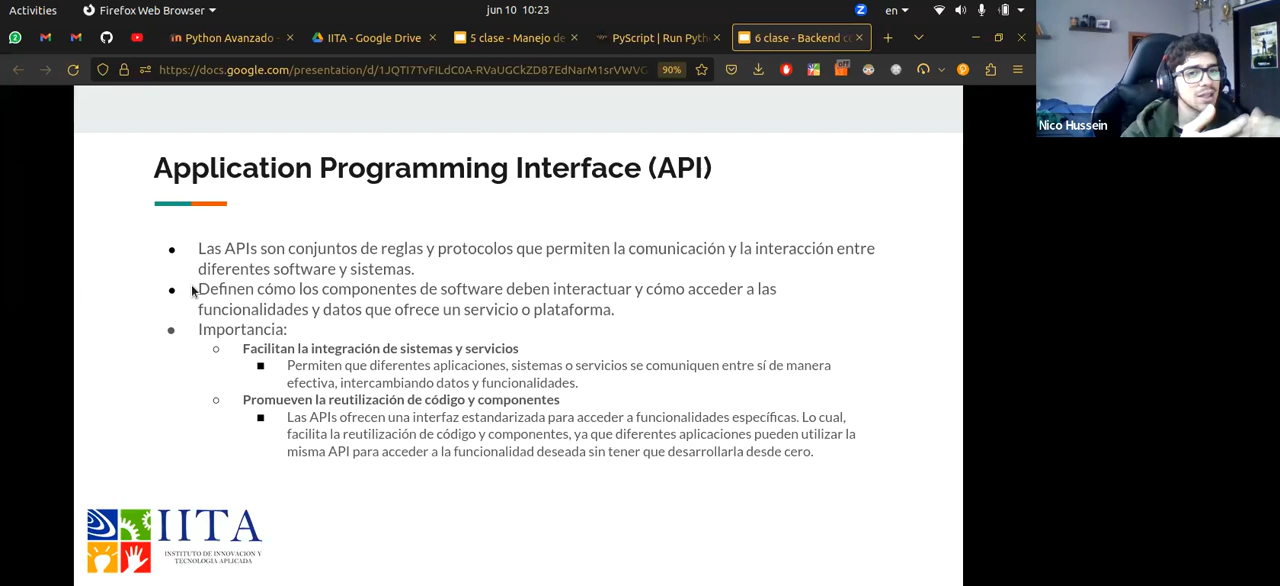 Activities
Firefox Web Browser
jun 10 10:23
en
Python Avanzado
IITA - Google Drive
5 clase - Manejo de
PyScript | Run Pyth
6 clase - Backend c
https://docs.google.com/presentation/d/1JQTI7TvFILdC0A-RVaUGCkZD87EdNarM1srVWVG
90%
off
Nico Hussein
Application Programming Interface (API)
Las APIs son conjuntos de reglas y protocolos que permiten la comunicación y la interacción entre
diferentes software y sistemas.
Definen cómo los componentes de software deben interactuar y cómo acceder a las
funcionalidades y datos que ofrece un servicio o plataforma.
Importancia:
Facilitan la integración de sistemas y servicios
Permiten que diferentes aplicaciones, sistemas o servicios se comuniquen entre sí de manera
efectiva, intercambiando datos y funcionalidades.
Promueven la reutilización de código y componentes
Las APIs ofrecen una interfaz estandarizada para acceder a funcionalidades específicas. Lo cual,
facilita la reutilización de código y componentes, ya que diferentes aplicaciones pueden utilizar la
misma API para acceder a la funcionalidad deseada sin tener que desarrollarla desde cero.
IITA
INSTITUTO DE INNOVACION Y
TECNOLOGIA APLICADA